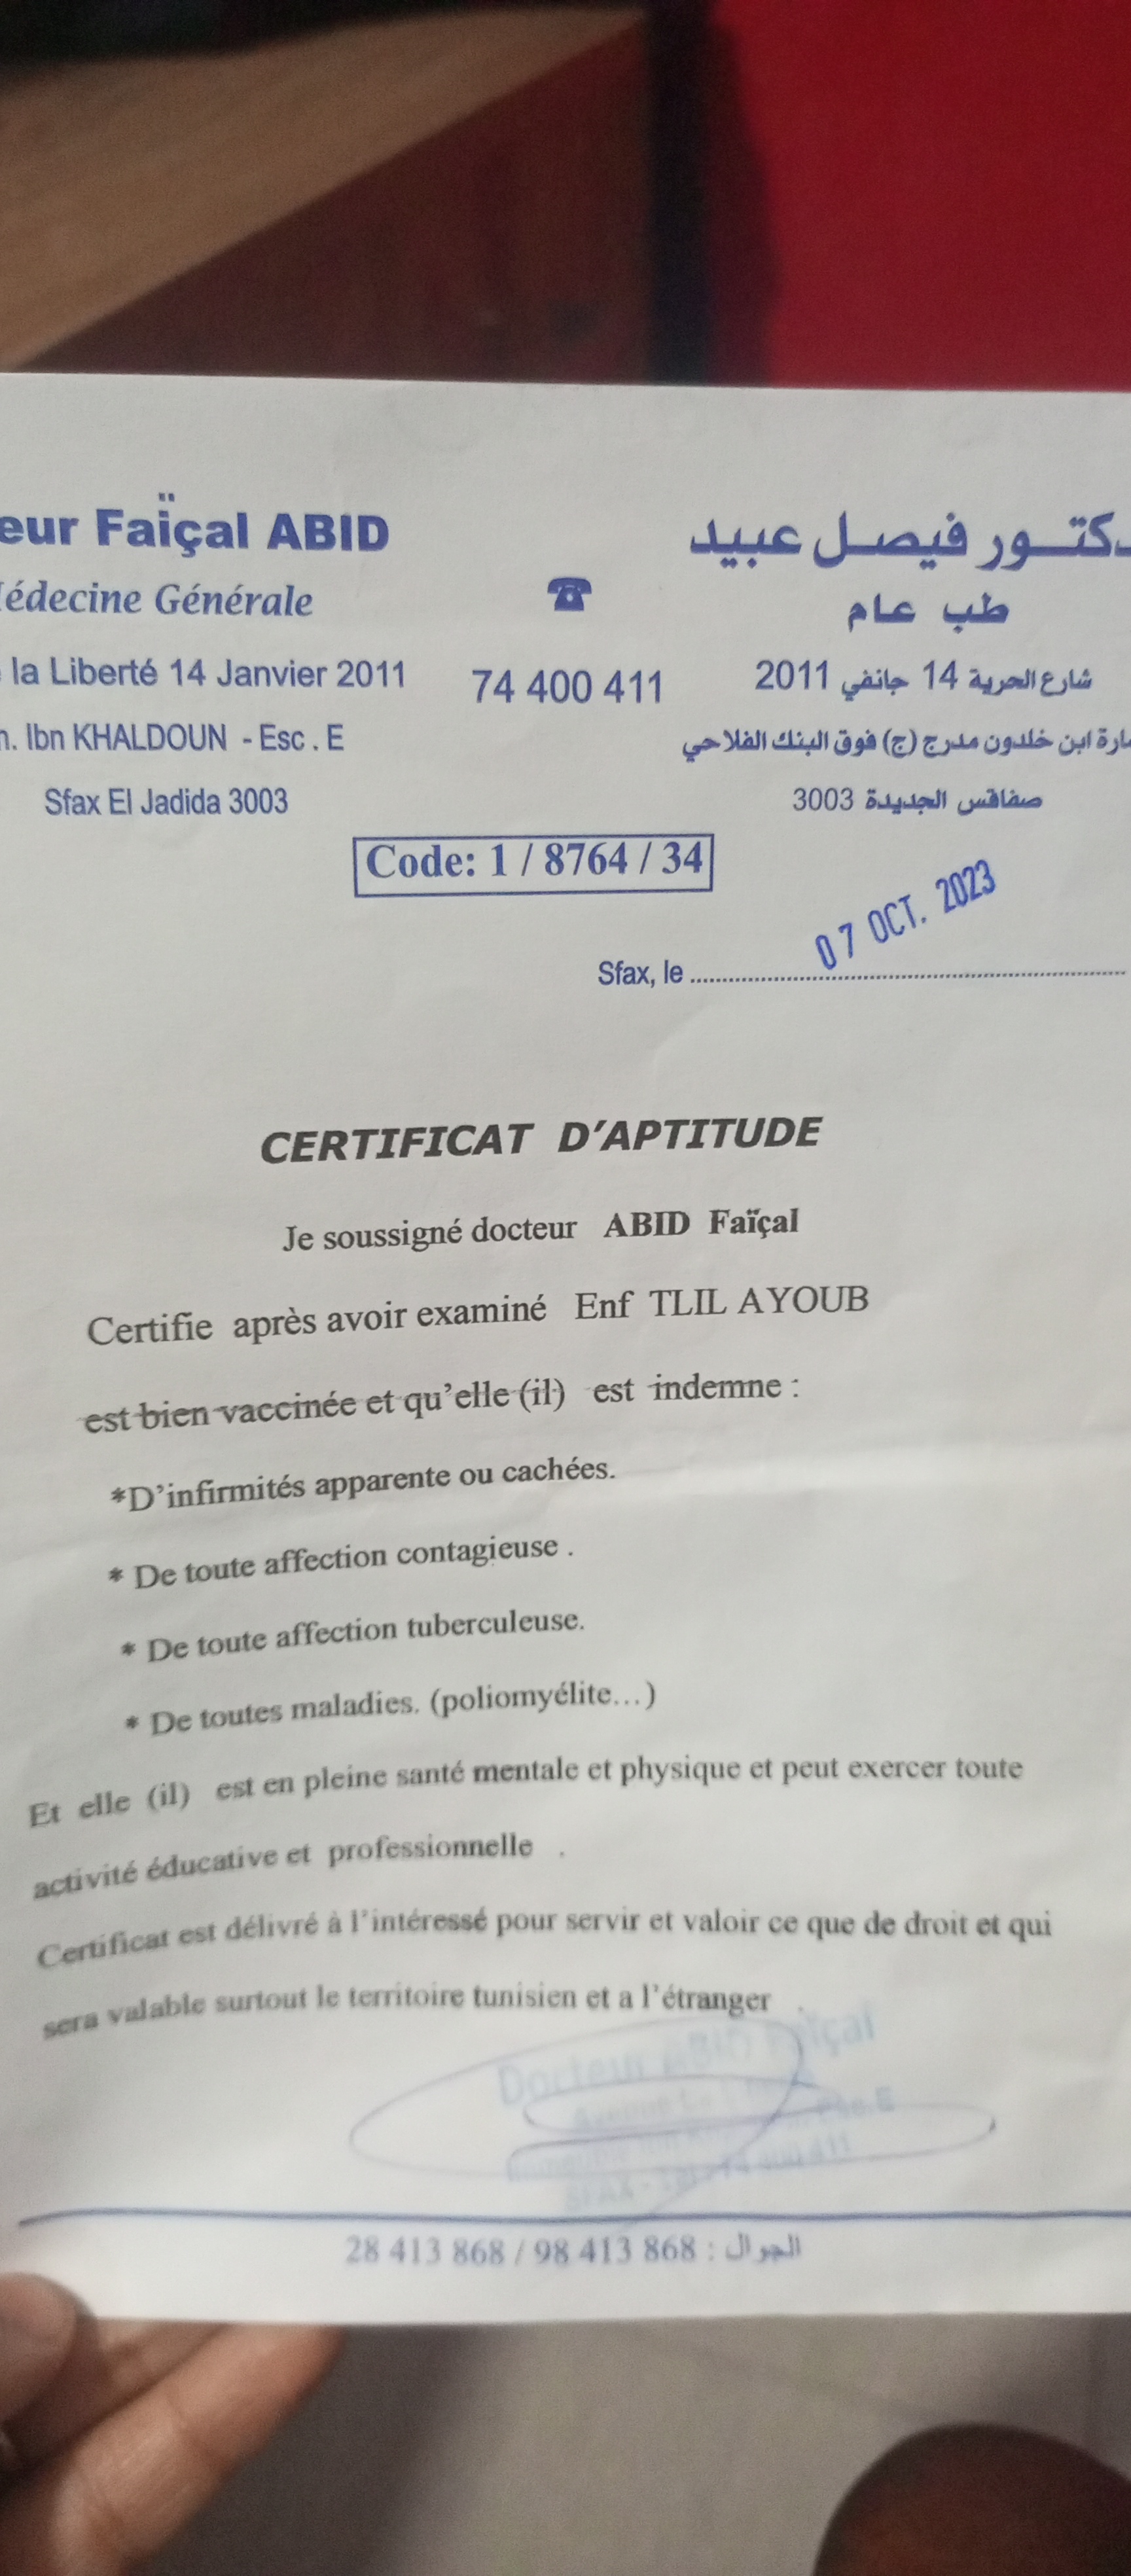 eur Faïçal ABID
édecine Générale
la Liberté 14 Janvier 2011
. Ibn KHALDOUN - Esc . E
Sfax El Jadida 3003
74 400 411
دكتور فيصل عبيد
طب عام
شارع الحرية 14 جانفي 2011
عمارة ابن خلدون مدرج (ج) فوق البنك الفلاحي
صفاقس الجديدة 3003
Code: 1 / 8764 / 34
07 OCT. 2023
Sfax, le
CERTIFICAT D'APTITUDE
Je soussigné docteur ABID Faïçal
Certifie après avoir examiné Enf TLIL AYOUB
est bien vaccinée et qu'elle (il) est indemne :
*D'infirmités apparente ou cachées.
* De toute affection contagieuse .
* De toute affection tuberculeuse.
* De toutes maladies. (poliomyélite…)
Et elle (il) est en pleine santé mentale et physique et peut exercer toute
activité éducative et professionnelle .
Certificat est délivré à l'intéressé pour servir et valoir ce que de droit et qui
sera valable surtout le territoire tunisien et a l'étranger .
Docteur ABID Faïçal
Esc.E
SFAX - 74 400 411
الجوال : 98 413 868 / 28 413 868